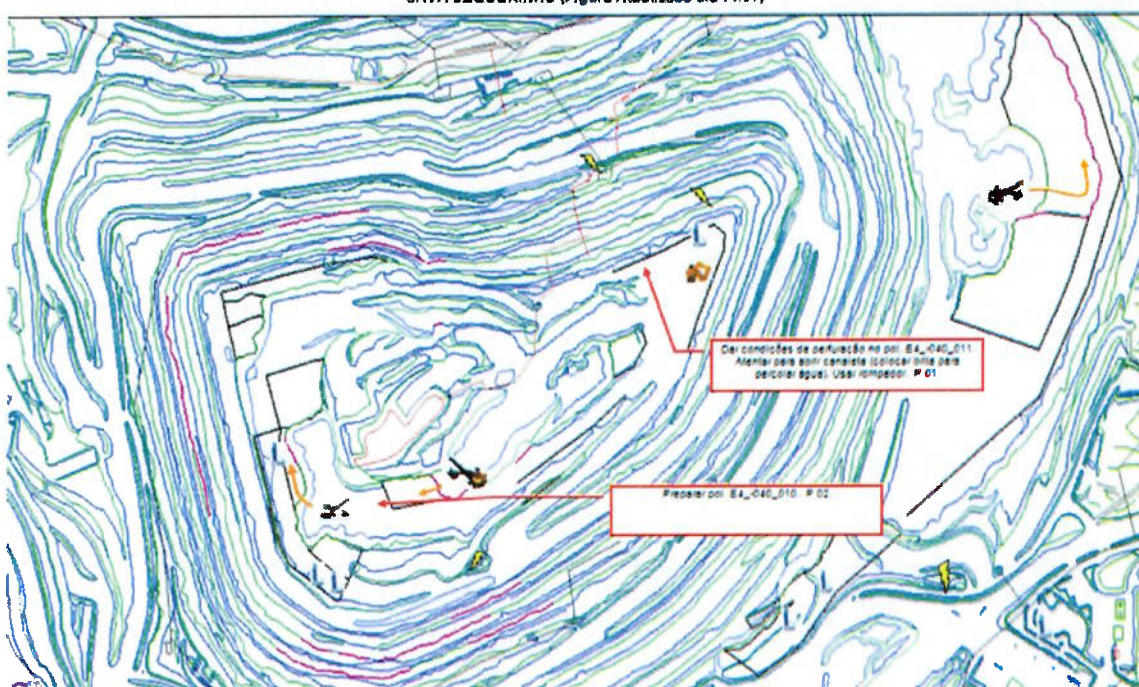 Dar condições de perfuração no pol. E4_-040_011.
Atentar para abrir canaleta (colocar brita para
percolar água). Usar rompedor. P 01
Preparar pol. E4_-040_010. P 02